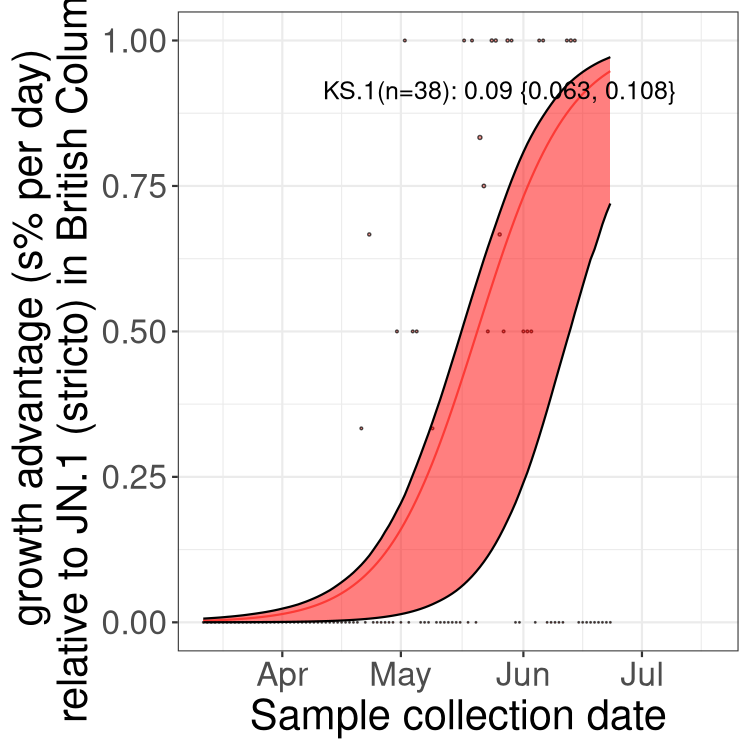 growth advantage (s% per day)
relative to JN.1 (stricto) in British Colum
1.00
0.75
0.50
0.25
0.00
KS.1(n=38): 0.09 {0.063, 0.108}
Apr May Jun Jul
Sample collection date